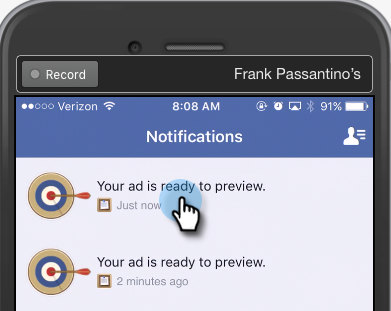 Record
Frank Passantino's
Verizon 8:08 AM 91%
Notifications
Your ad is ready to preview.
Just now
Your ad is ready to preview.
2 minutes ago